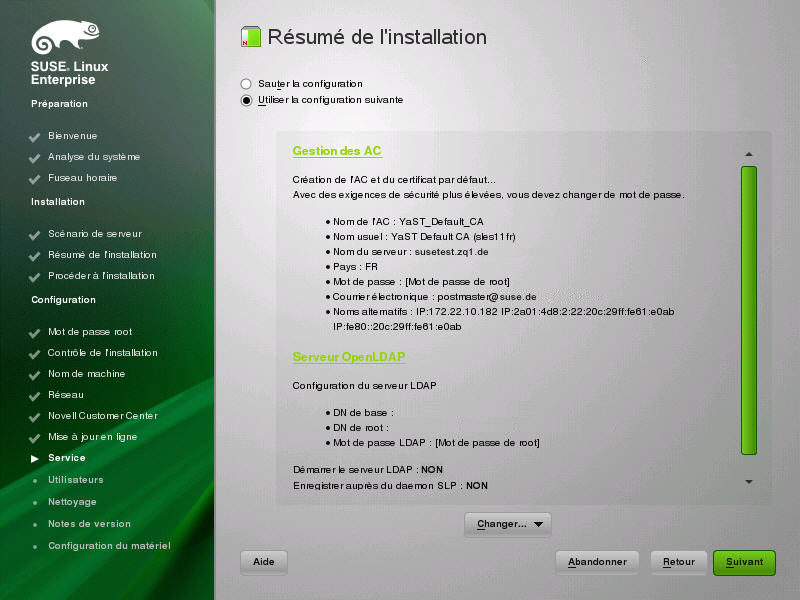 SUSE® Linux
Enterprise
Préparation
Bienvenue
Analyse du système
Fuseau horaire
Installation
Scénario de serveur
Résumé de l'installation
Procéder à l'installation
Configuration
Mot de passe root
Contrôle de l'installation
Nom de machine
Réseau
Novell Customer Center
Mise à jour en ligne
Service
Utilisateurs
Nettoyage
Notes de version
Configuration du matériel
Résumé de l'installation
Sauter la configuration
Utiliser la configuration suivante
Gestion des AC
Création de l'AC et du certificat par défaut...
Avec des exigences de sécurité plus élevées, vous devez changer de mot de passe.
• Nom de l'AC : YaST_Default_CA
• Nom usuel : YaST Default CA (sles11fr)
• Nom du serveur : susetest.zq1.de
• Pays : FR
• Mot de passe : [Mot de passe de root]
• Courrier électronique : postmaster@suse.de
• Noms alternatifs : IP:172.22.10.182 IP:2a01:4d8:2:22:20c:29ff:fe61:e0ab
IP:fe80::20c:29ff:fe61:e0ab
Serveur OpenLDAP
Configuration du serveur LDAP
• DN de base :
• DN de root :
• Mot de passe LDAP : [Mot de passe de root]
Démarrer le serveur LDAP : NON
Enregistrer auprès du daemon SLP : NON
Changer...
Aide
Abandonner
Retour
Suivant